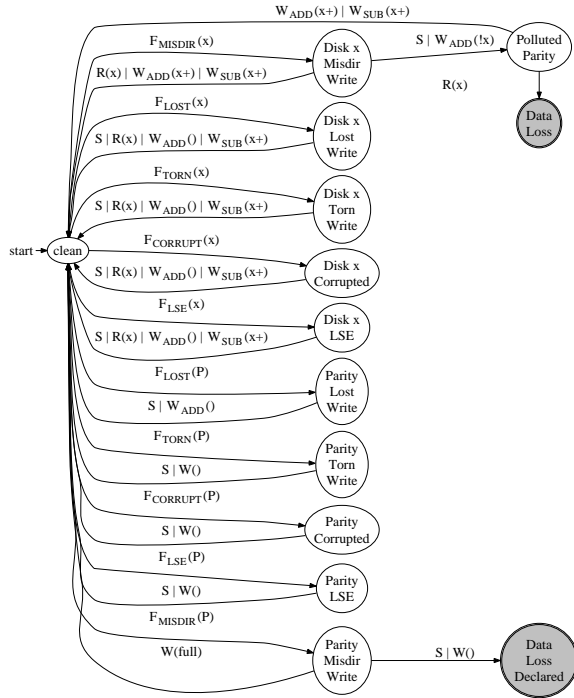 W_ADD(x+) | W_SUB(x+)
F_MISDIR(x)
R(x) | W_ADD(x+) | W_SUB(x+)
Disk x
Misdir
Write
S | W_ADD(!x)
Polluted
Parity
R(x)
Data
Loss
F_LOST(x)
S | R(x) | W_ADD() | W_SUB(x+)
Disk x
Lost
Write
F_TORN(x)
S | R(x) | W_ADD() | W_SUB(x+)
Disk x
Torn
Write
start
clean
F_CORRUPT(x)
S | R(x) | W_ADD() | W_SUB(x+)
Disk x
Corrupted
F_LSE(x)
S | R(x) | W_ADD() | W_SUB(x+)
Disk x
LSE
F_LOST(P)
S | W_ADD()
Parity
Lost
Write
F_TORN(P)
S | W()
Parity
Torn
Write
F_CORRUPT(P)
S | W()
Parity
Corrupted
F_LSE(P)
S | W()
Parity
LSE
F_MISDIR(P)
W(full)
Parity
Misdir
Write
S | W()
Data
Loss
Declared